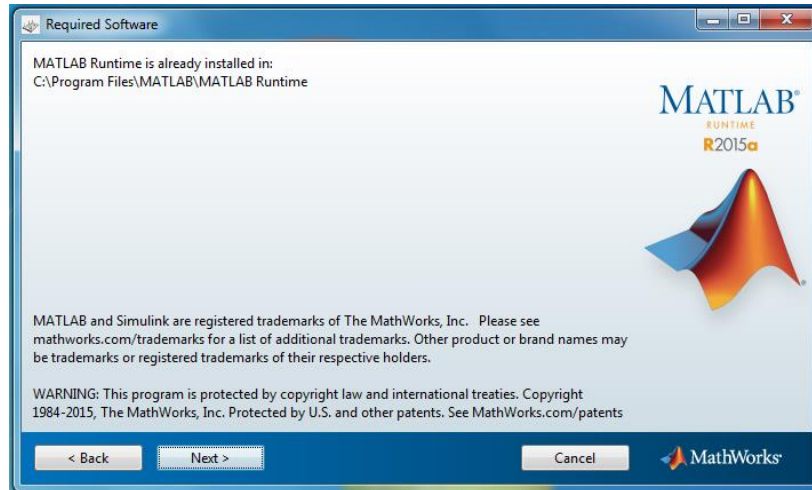 Required Software
MATLAB Runtime is already installed in:
C:\Program Files\MATLAB\MATLAB Runtime
MATLAB®
RUNTIME
R2015a
MATLAB and Simulink are registered trademarks of The MathWorks, Inc. Please see
mathworks.com/trademarks for a list of additional trademarks. Other product or brand names may
be trademarks or registered trademarks of their respective holders.
WARNING: This program is protected by copyright law and international treaties. Copyright
1984-2015, The MathWorks, Inc. Protected by U.S. and other patents. See MathWorks.com/patents
< Back
Next >
Cancel
MathWorks®